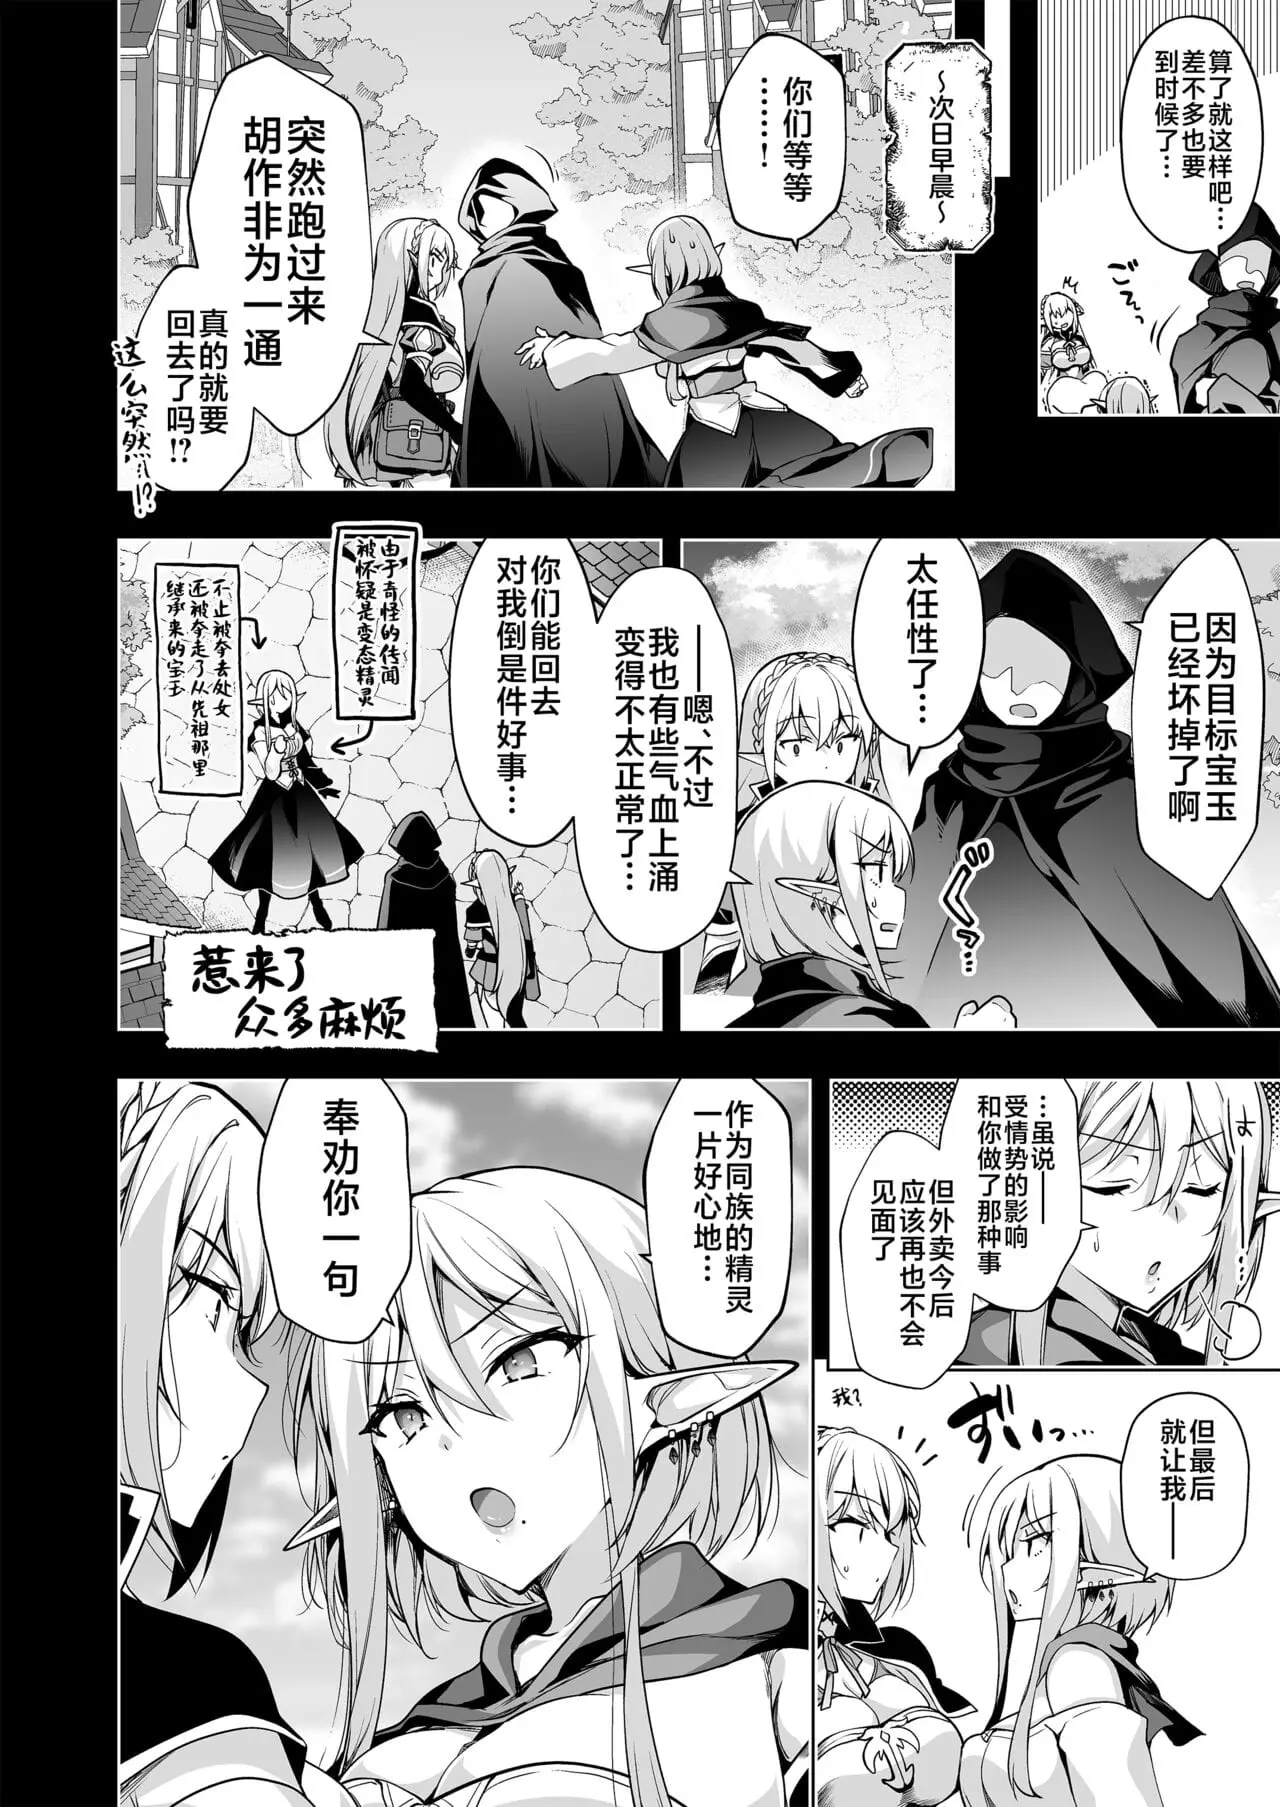 算了就这样吧…
差不多也要
到时候了…
ごご…
～次日早晨～
你们等等
……！
突然跑过来
胡作非为一通
真的就要
回去了吗!?
这么突然…!?
因为目标宝玉
已经坏掉了啊
太任性了…
——嗯、不过
我也有些气血上涌
变得不太正常了…
你们能回去
对我倒是件好事…
由于奇怪的传闻
被怀疑是变态精灵
不止被夺去处女
还被夺走了从先祖那里
继承来的宝玉
惹来了
众多麻烦
…虽说——
受情势的影响
和你做了那种事
但外卖今后
应该再也不会
见面了
ま——…
但最后
就让我——
ずいっ…
我?
作为同族的精灵
一片好心地…
奉劝你一句